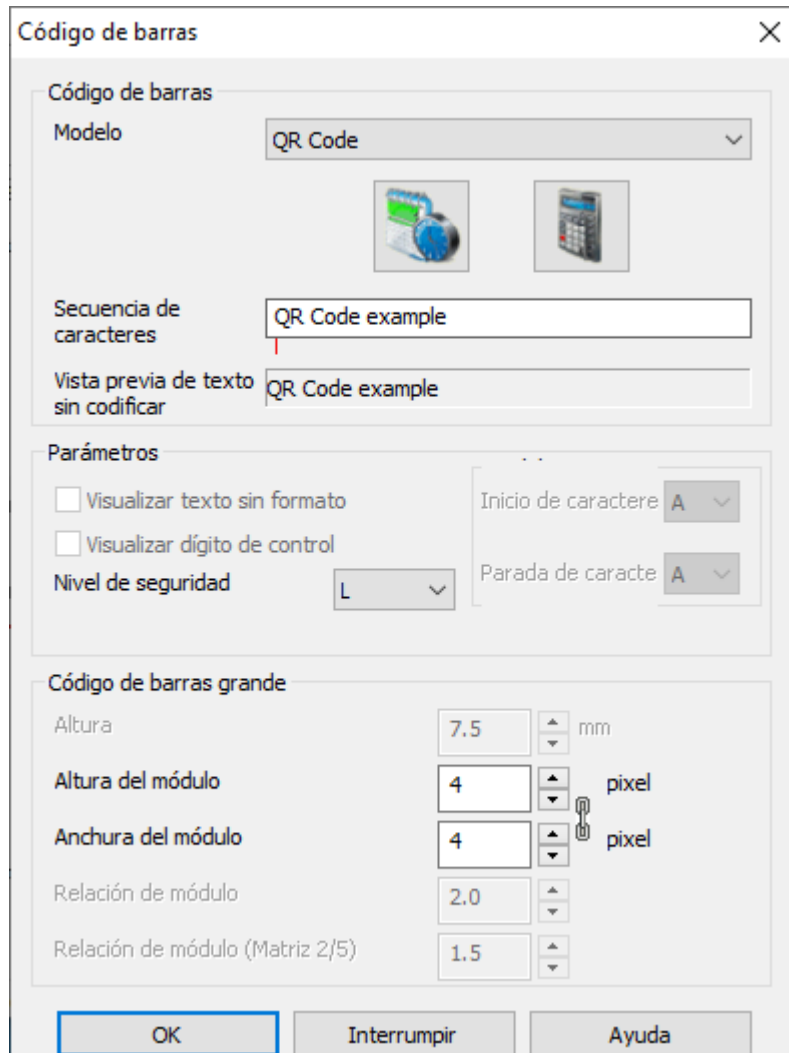 Código de barras
Código de barras
Modelo
QR Code
Secuencia de
caracteres
QR Code example
Vista previa de texto
sin codificar
QR Code example
Parámetros
Visualizar texto sin formato
Inicio de caractere A
Visualizar dígito de control
Parada de caracte A
Nivel de seguridad
L
Código de barras grande
Altura 7.5 mm
Altura del módulo 4 pixel
Anchura del módulo 4 pixel
Relación de módulo 2.0
Relación de módulo (Matriz 2/5) 1.5
OK Interrumpir Ayuda